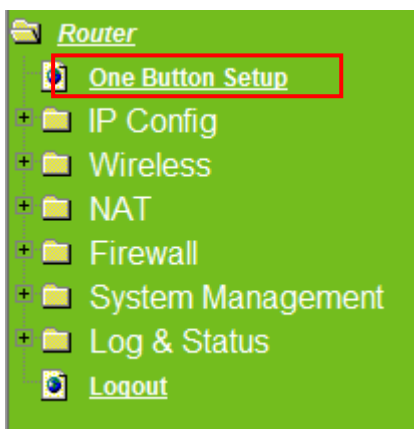 Router
One Button Setup
IP Config
Wireless
NAT
Firewall
System Management
Log & Status
Logout